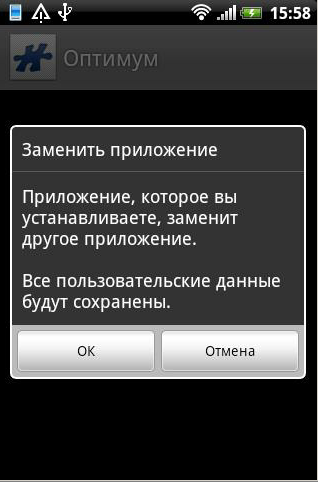 15:58
Оптимум
Заменить приложение
Приложение, которое вы
устанавливаете, заменит
другое приложение.
Все пользовательские данные
будут сохранены.
ОК
Отмена